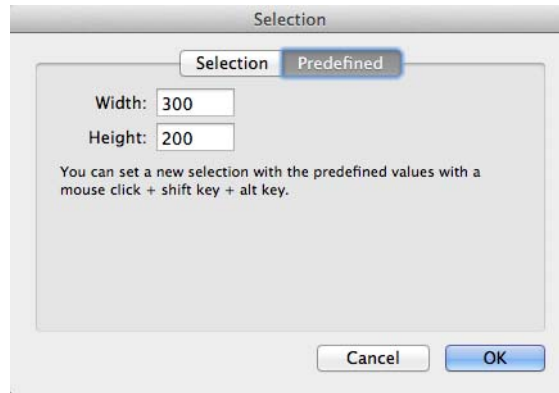 Selection
Selection Predefined
Width: 300
Height: 200
You can set a new selection with the predefined values with a
mouse click + shift key + alt key.
Cancel OK